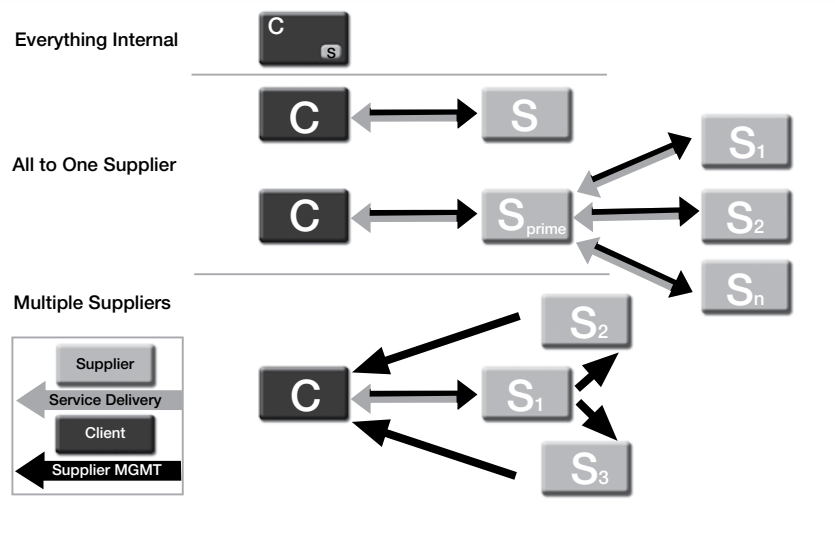 Everything Internal
C
S
C
S
All to One Supplier
S1
C
Sprime
S2
Sn
Multiple Suppliers
S2
C
S1
S3
Supplier
Service Delivery
Client
Supplier MGMT